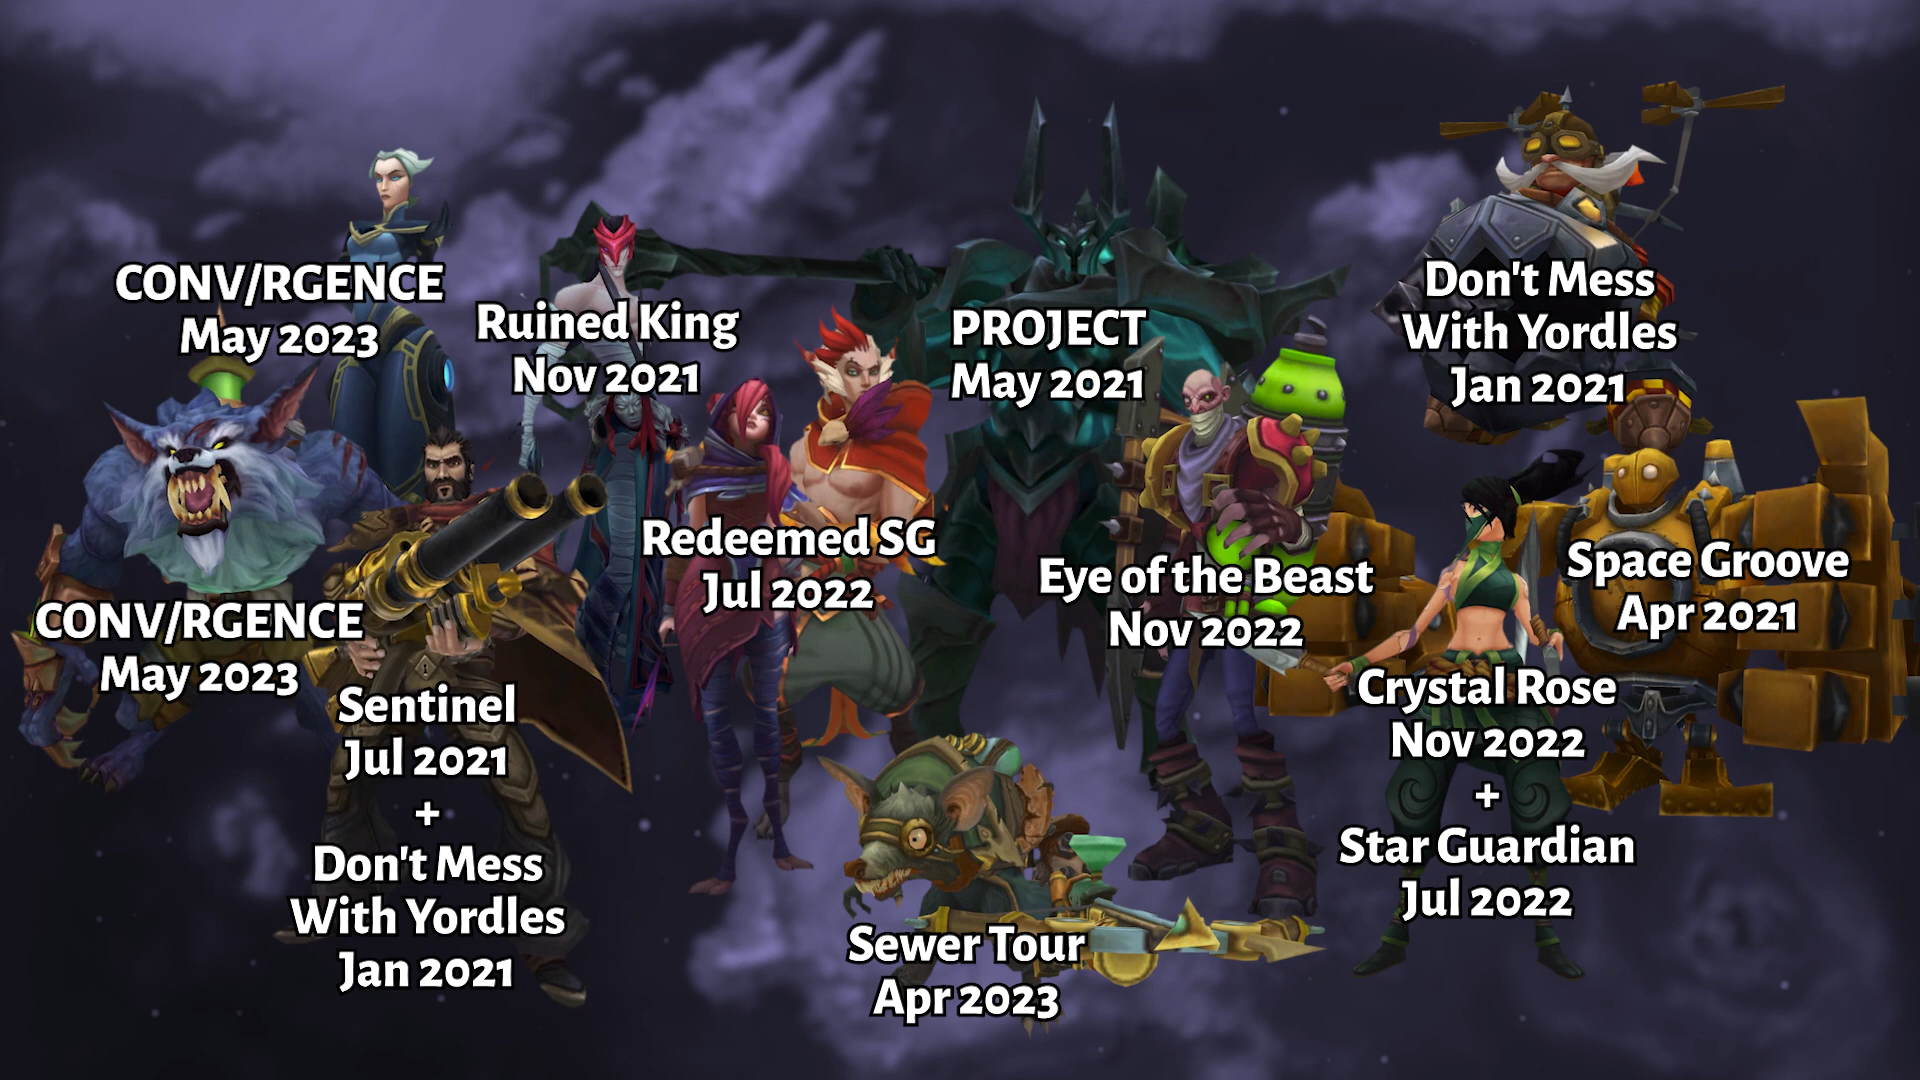 CONV/RGENCE
May 2023
Ruined King
Nov 2021
PROJECT
May 2021
Don't Mess
With Yordles
Jan 2021
Redeemed SG
Jul 2022
Eye of the Beast
Nov 2022
Space Groove
Apr 2021
CONV/RGENCE
May 2023
Sentinel
Jul 2021
+
Don't Mess
With Yordles
Jan 2021
Crystal Rose
Nov 2022
+
Star Guardian
Jul 2022
Sewer Tour
Apr 2023